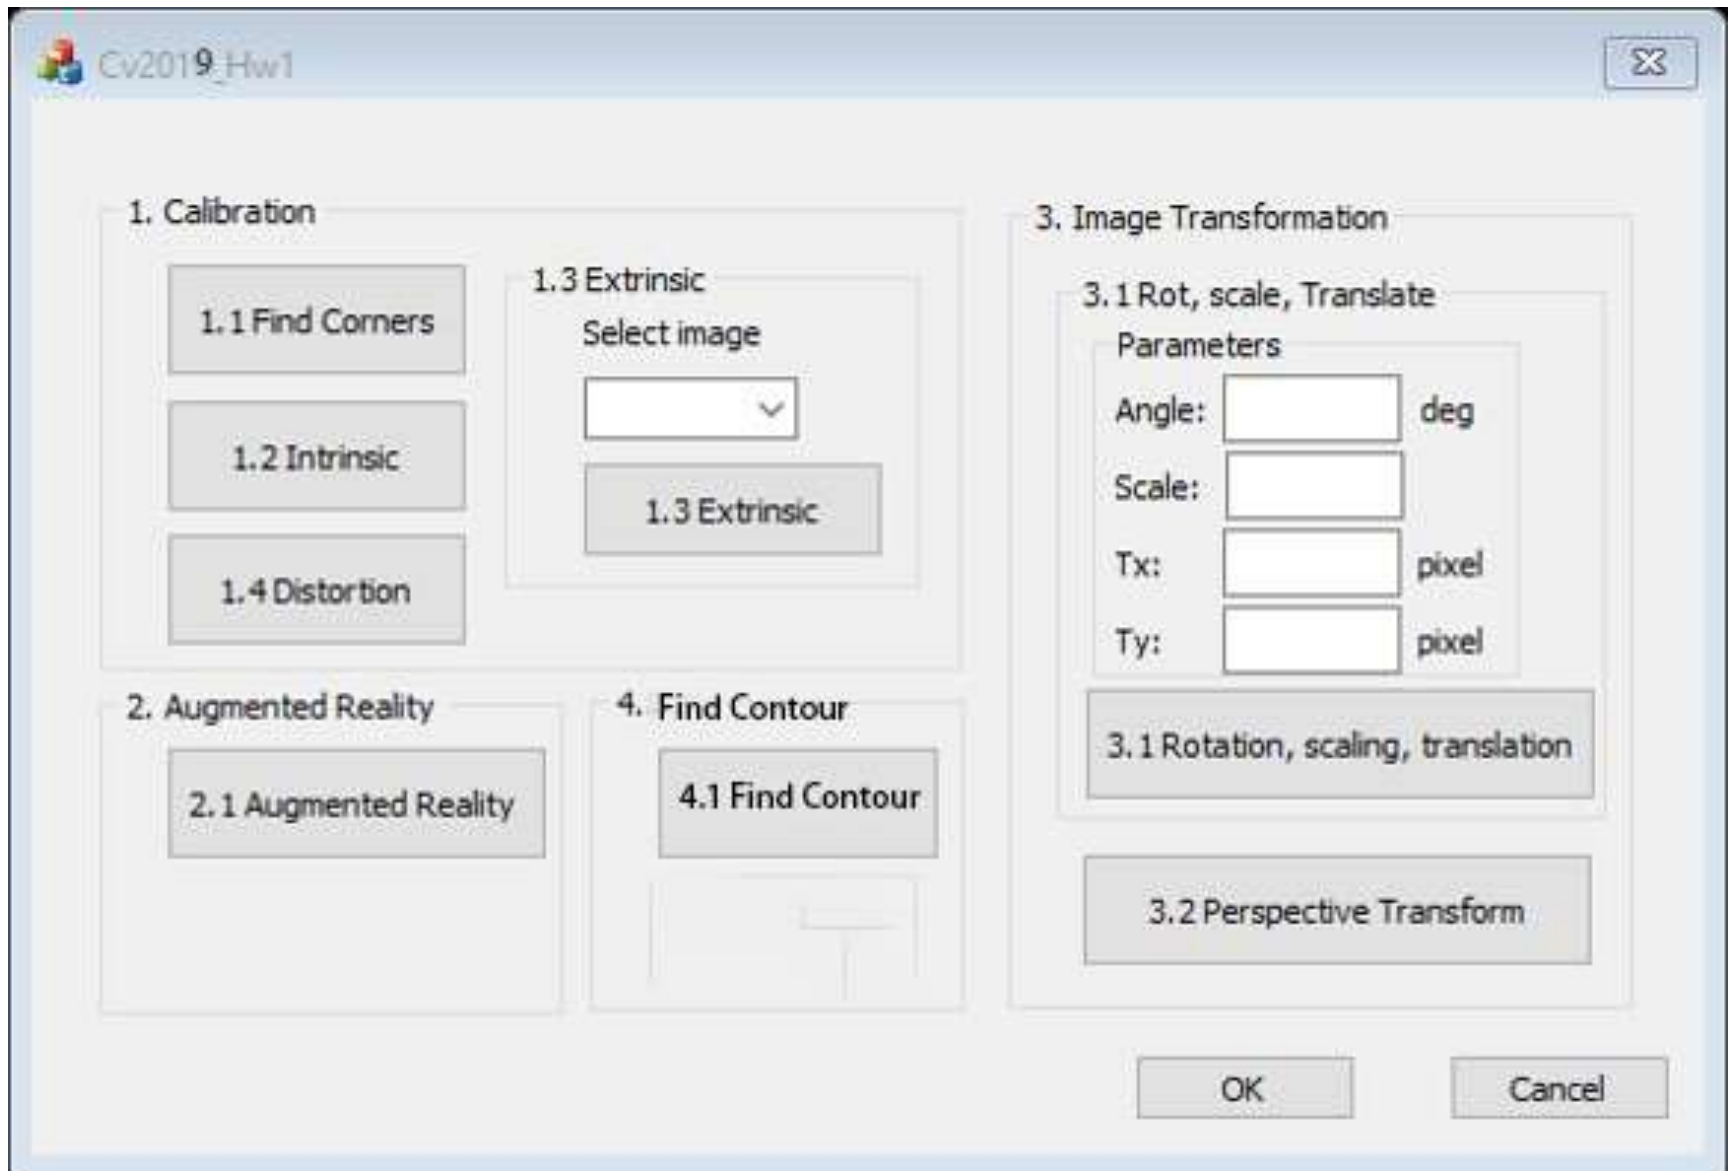 Cv2019_Hw1
1. Calibration
1.1 Find Corners
1.2 Intrinsic
1.4 Distortion
1.3 Extrinsic
Select image
1.3 Extrinsic
2. Augmented Reality
2.1 Augmented Reality
4. Find Contour
4.1 Find Contour
3. Image Transformation
3.1 Rot, scale, Translate
Parameters
Angle: deg
Scale:
Tx: pixel
Ty: pixel
3.1 Rotation, scaling, translation
3.2 Perspective Transform
OK
Cancel